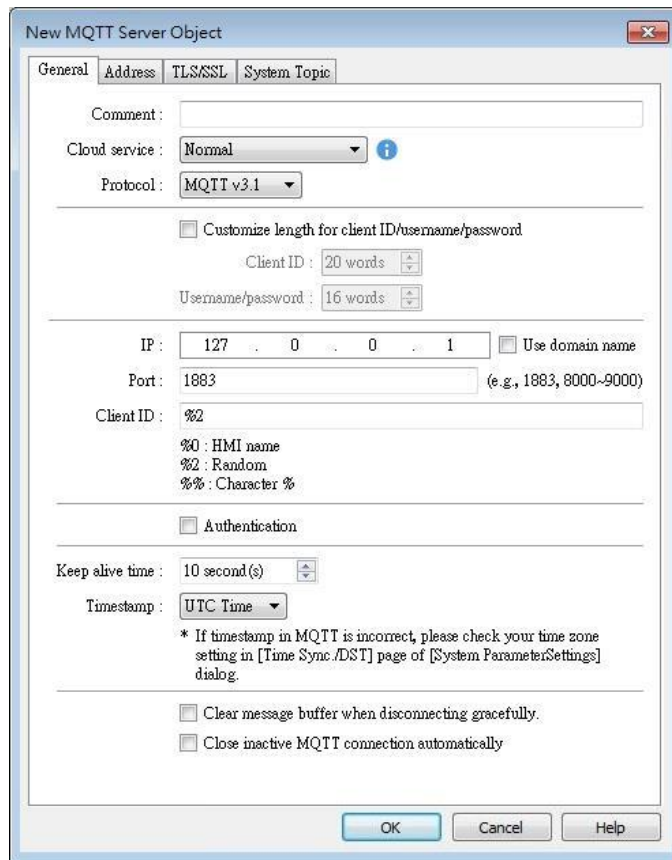 New MQTT Server Object
General Address TLS/SSL System Topic
Comment :
Cloud service : Normal
Protocol : MQTT v3.1
Customize length for client ID/username/password
Client ID : 20 words
Username/password : 16 words
IP : 127 . 0 . 0 . 1 Use domain name
Port : 1883 (e.g., 1883, 8000~9000)
Client ID : %2
%0 : HMI name
%2 : Random
%% : Character %
Authentication
Keep alive time : 10 second(s)
Timestamp : UTC Time
* If timestamp in MQTT is incorrect, please check your time zone
setting in [Time Sync./DST] page of [System ParameterSettings]
dialog.
Clear message buffer when disconnecting gracefully.
Close inactive MQTT connection automatically
OK Cancel Help